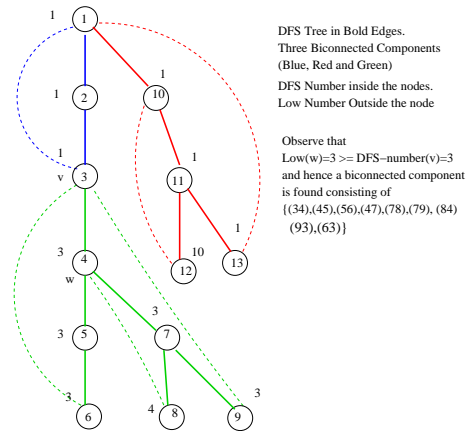 1
1
DFS Tree in Bold Edges.
Three Biconnected Components
(Blue, Red and Green)
DFS Number inside the nodes.
Low Number Outside the node
1
1
2
10
Observe that
Low(w)=3 >= DFS−number(v)=3
and hence a biconnected component
is found consisting of
{(34),(45),(56),(47),(78),(79), (84)
(93),(63)}
1
v
3
1
11
1
3
w
4
10
12
13
3
5
3
7
3
6
4
8
3
9